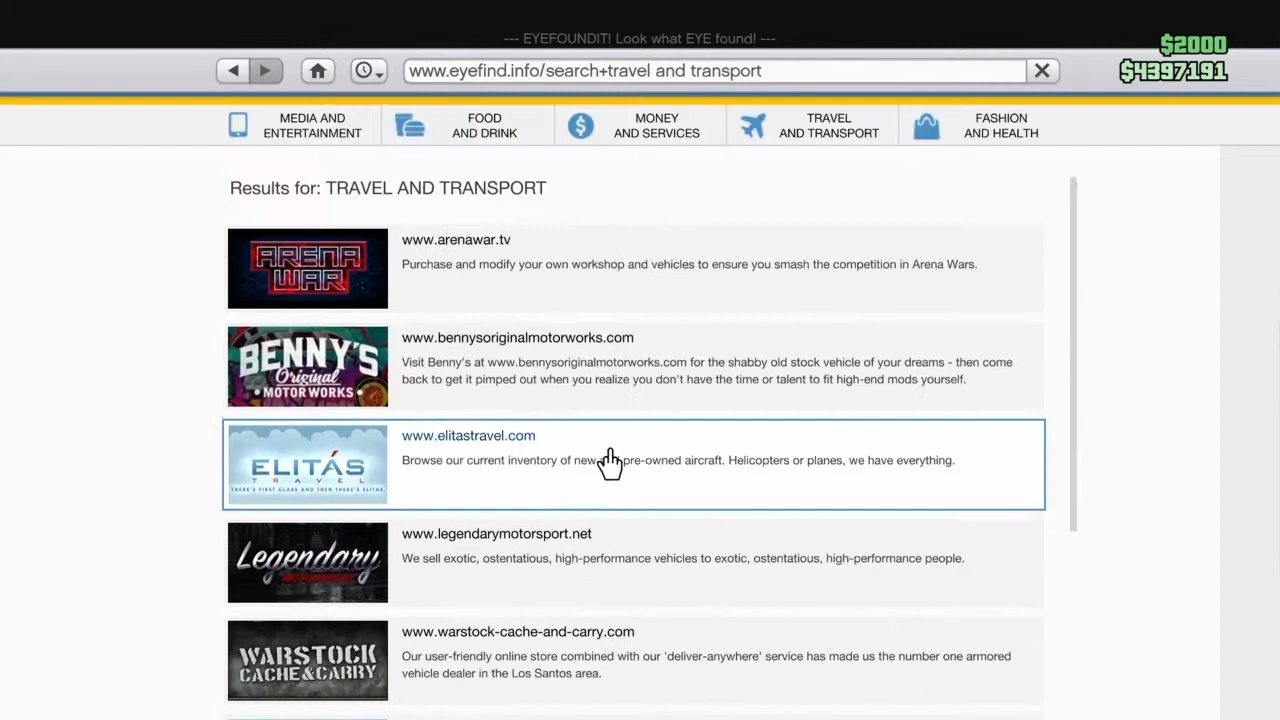 --- EYEFOUNDIT! Look what EYE found! ---
$2000
www.eyefind.info/search+travel and transport
$4397191
MEDIA AND
ENTERTAINMENT
FOOD
AND DRINK
MONEY
AND SERVICES
TRAVEL
AND TRANSPORT
FASHION
AND HEALTH
Results for: TRAVEL AND TRANSPORT
ARENA
WAR
www.arenawar.tv
Purchase and modify your own workshop and vehicles to ensure you smash the competition in Arena Wars.
BENNY'S
Original
• MOTOR WORKS •
www.bennysoriginalmotorworks.com
Visit Benny's at www.bennysoriginalmotorworks.com for the shabby old stock vehicle of your dreams - then come
back to get it pimped out when you realize you don't have the time or talent to fit high-end mods yourself.
ELITÁS
TRAVEL
THERE'S FIRST CLASS AND THEN THERE'S ELITAS.
www.elitastravel.com
Browse our current inventory of new pre-owned aircraft. Helicopters or planes, we have everything.
Legendary
MOTORSPORT
www.legendarymotorsport.net
We sell exotic, ostentatious, high-performance vehicles to exotic, ostentatious, high-performance people.
WARSTOCK
CACHE & CARRY
www.warstock-cache-and-carry.com
Our user-friendly online store combined with our 'deliver-anywhere' service has made us the number one armored
vehicle dealer in the Los Santos area.